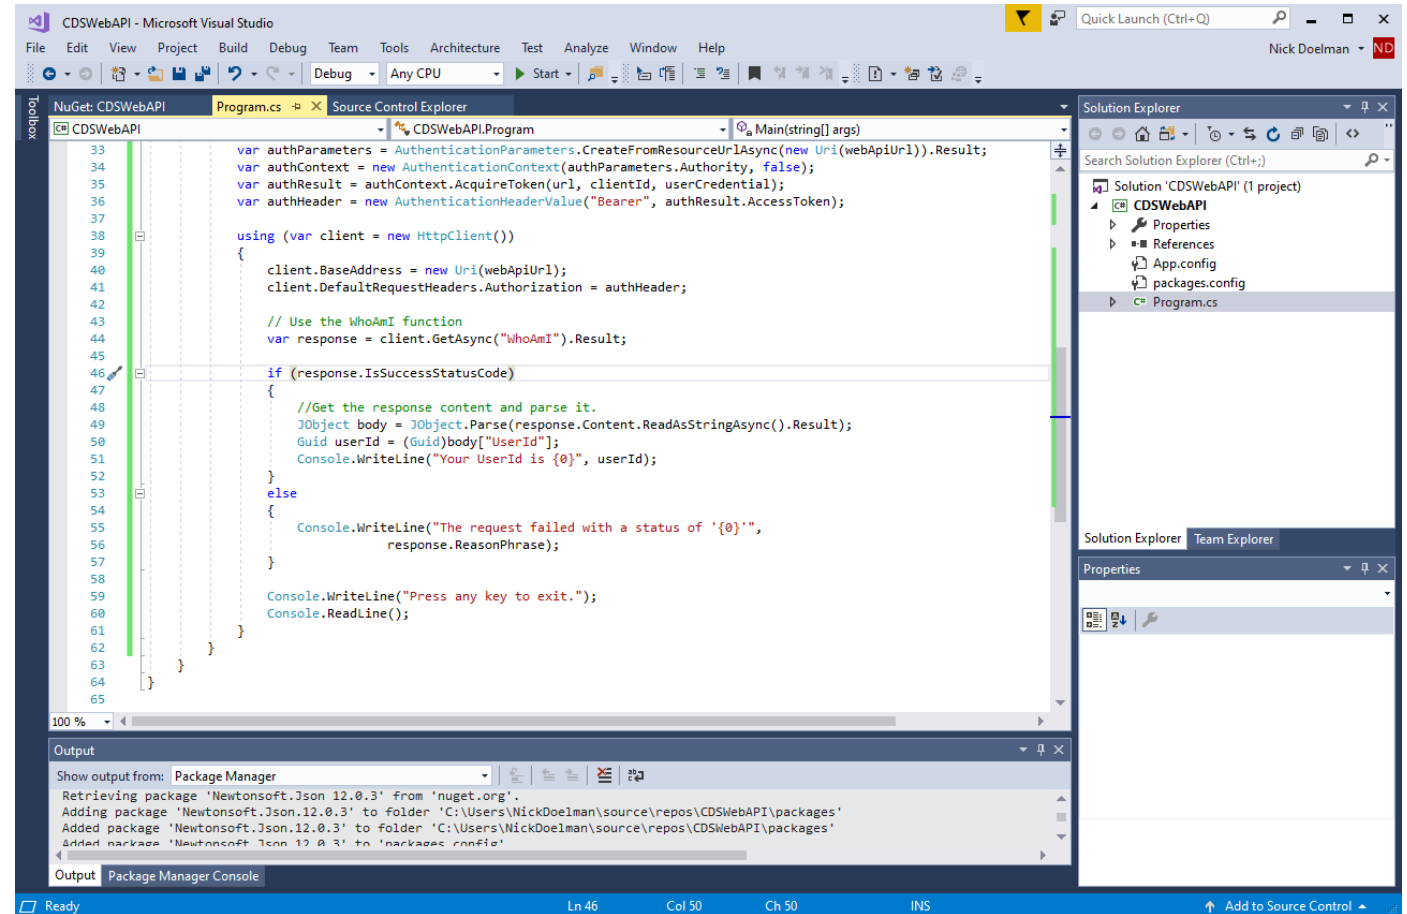 CDSWebAPI - Microsoft Visual Studio
Quick Launch (Ctrl+Q)
File Edit View Project Build Debug Team Tools Architecture Test Analyze Window Help
Nick Doelman ND
Debug Any CPU Start
Toolbox
NuGet: CDSWebAPI Program.cs Source Control Explorer
C# CDSWebAPI CDSWebAPI.Program Main(string[] args)
33 var authParameters = AuthenticationParameters.CreateFromResourceUrlAsync(new Uri(webApiUrl)).Result;
34 var authContext = new AuthenticationContext(authParameters.Authority, false);
35 var authResult = authContext.AcquireToken(url, clientId, userCredential);
36 var authHeader = new AuthenticationHeaderValue("Bearer", authResult.AccessToken);
37
38 using (var client = new HttpClient())
39 {
40 client.BaseAddress = new Uri(webApiUrl);
41 client.DefaultRequestHeaders.Authorization = authHeader;
42
43 // Use the WhoAmI function
44 var response = client.GetAsync("WhoAmI").Result;
45
46 if (response.IsSuccessStatusCode)
47 {
48 //Get the response content and parse it.
49 JObject body = JObject.Parse(response.Content.ReadAsStringAsync().Result);
50 Guid userId = (Guid)body["UserId"];
51 Console.WriteLine("Your UserId is {0}", userId);
52 }
53 else
54 {
55 Console.WriteLine("The request failed with a status of '{0}'",
56 response.ReasonPhrase);
57 }
58
59 Console.WriteLine("Press any key to exit.");
60 Console.ReadLine();
61 }
62 }
63 }
64 }
65
100 %
Output
Show output from: Package Manager
Retrieving package 'Newtonsoft.Json 12.0.3' from 'nuget.org'.
Adding package 'Newtonsoft.Json.12.0.3' to folder 'C:\Users\NickDoelman\source\repos\CDSWebAPI\packages'
Added package 'Newtonsoft.Json.12.0.3' to folder 'C:\Users\NickDoelman\source\repos\CDSWebAPI\packages'
Added package 'Newtonsoft.Json.12.0.3' to 'packages.config'
Output Package Manager Console
Solution Explorer
Search Solution Explorer (Ctrl+;)
Solution 'CDSWebAPI' (1 project)
C# CDSWebAPI
Properties
References
App.config
packages.config
C# Program.cs
Solution Explorer Team Explorer
Properties
Ready Ln 46 Col 50 Ch 50 INS Add to Source Control